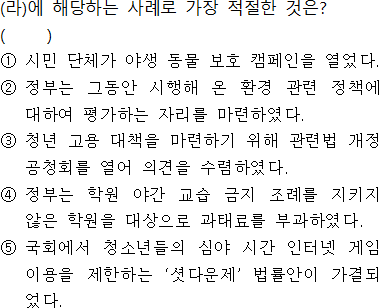 (라)에 해당하는 사례로 가장 적절한 것은?
(      )
① 시민 단체가 야생 동물 보호 캠페인을 열었다.
② 정부는 그동안 시행해 온 환경 관련 정책에
대하여 평가하는 자리를 마련하였다.
③ 청년 고용 대책을 마련하기 위해 관련법 개정
공청회를 열어 의견을 수렴하였다.
④ 정부는 학원 야간 교습 금지 조례를 지키지
않은 학원을 대상으로 과태료를 부과하였다.
⑤ 국회에서 청소년들의 심야 시간 인터넷 게임
이용을 제한하는 ‘셧다운제’ 법률안이 가결되
었다.